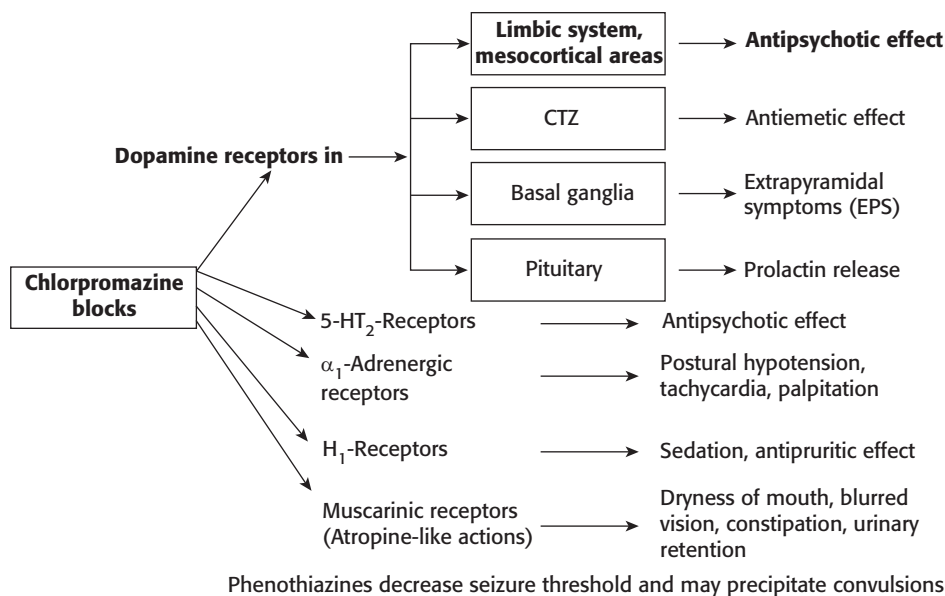 Limbic system,
mesocortical areas
Antipsychotic effect
CTZ
Antiemetic effect
Dopamine receptors in
Basal ganglia
Extrapyramidal
symptoms (EPS)
Pituitary
Prolactin release
Chlorpromazine
blocks
5-HT₂-Receptors
Antipsychotic effect
α₁-Adrenergic
receptors
Postural hypotension,
tachycardia, palpitation
H₁-Receptors
Sedation, antipruritic effect
Muscarinic receptors
(Atropine-like actions)
Dryness of mouth, blurred
vision, constipation, urinary
retention
Phenothiazines decrease seizure threshold and may precipitate convulsions